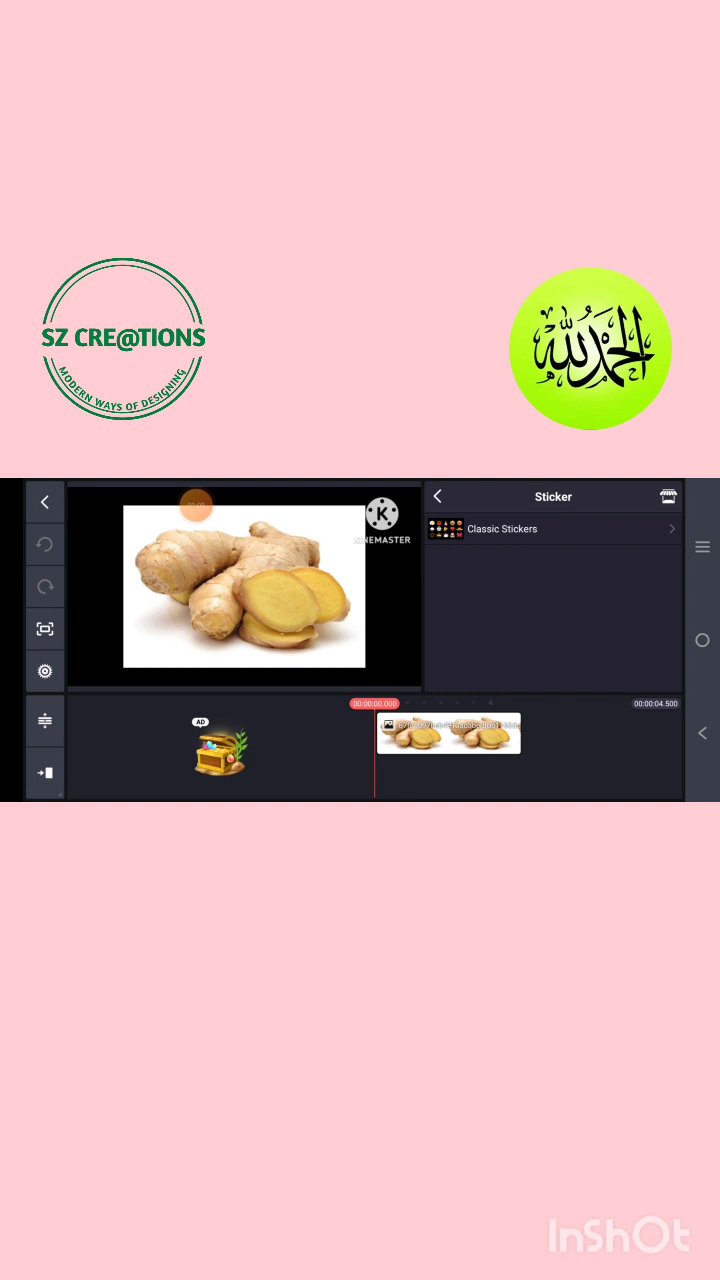 SZ CRE@TIONS
MODERN WAYS OF DESIGNING
الحمد لله
KINEMASTER
Sticker
Classic Stickers
00:00:00.000
4
00:00:04.500
AD
InShOt